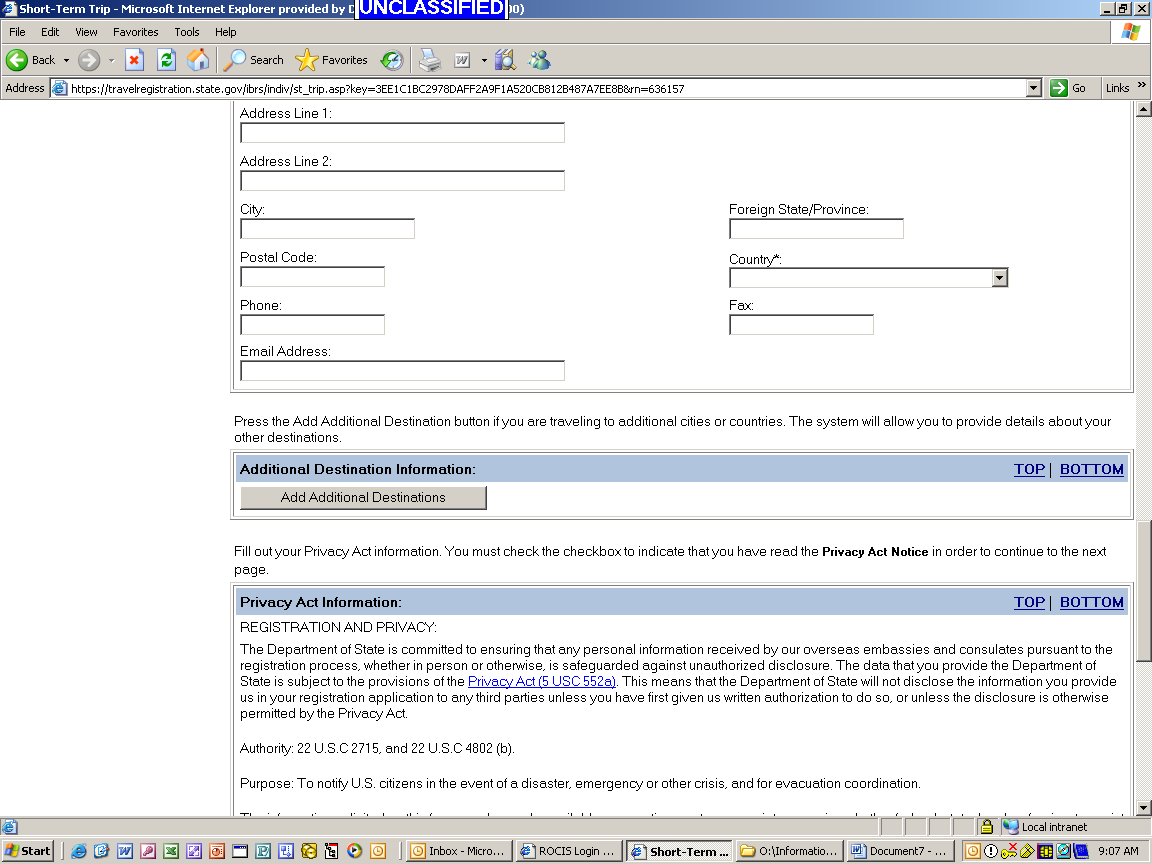 Short-Term Trip - Microsoft Internet Explorer provided by D UNCLASSIFIED 00)
File Edit View Favorites Tools Help
Back Search Favorites
Address https://travelregistration.state.gov/ibrs/indiv/st_trip.asp?key=3EE1C1BC2978DAFF2A9F1A520CB812B487A7EE8B&rn=636157 Go Links »
Address Line 1:
Address Line 2:
City: Foreign State/Province:
Postal Code: Country*:
Phone: Fax:
Email Address:
Press the Add Additional Destination button if you are traveling to additional cities or countries. The system will allow you to provide details about your
other destinations.
Additional Destination Information: TOP | BOTTOM
Add Additional Destinations
Fill out your Privacy Act information. You must check the checkbox to indicate that you have read the Privacy Act Notice in order to continue to the next
page.
Privacy Act Information: TOP | BOTTOM
REGISTRATION AND PRIVACY:
The Department of State is committed to ensuring that any personal information received by our overseas embassies and consulates pursuant to the
registration process, whether in person or otherwise, is safeguarded against unauthorized disclosure. The data that you provide the Department of
State is subject to the provisions of the Privacy Act (5 USC 552a). This means that the Department of State will not disclose the information you provide
us in your registration application to any third parties unless you have first given us written authorization to do so, or unless the disclosure is otherwise
permitted by the Privacy Act.
Authority: 22 U.S.C 2715, and 22 U.S.C 4802 (b).
Purpose: To notify U.S. citizens in the event of a disaster, emergency or other crisis, and for evacuation coordination.
Local intranet
Start Inbox - Micro... ROCIS Login ... Short-Term ... O:\Informatio... Document7 - ... 9:07 AM